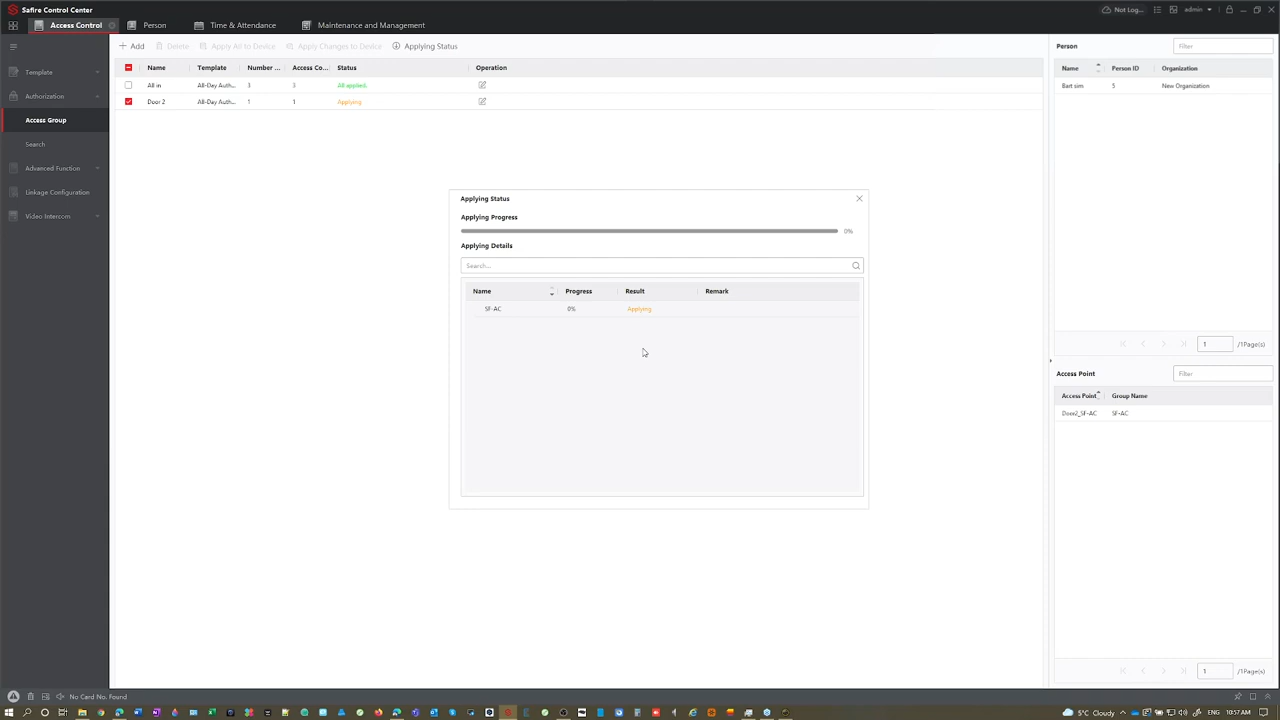 Safire Control Center
Not Log...
admin
Access Control
Person
Time & Attendance
Maintenance and Management
Template
Authorization
Access Group
Search
Advanced Function
Linkage Configuration
Video Intercom
Add
Delete
Apply All to Device
Apply Changes to Device
Applying Status
Name Template Number ... Access Co... Status Operation
All in All-Day Auth... 3 3 All applied.
Door 2 All-Day Auth... 1 1 Applying
Applying Status
Applying Progress
0%
Applying Details
Search...
Name Progress Result Remark
SF-AC 0% Applying
Person
Filter
Name Person ID Organization
Bart sim 5 New Organization
1 /1Page(s)
Access Point
Filter
Access Point Group Name
Door2_SF-AC SF-AC
1 /1Page(s)
No Card No. Found
5°C Cloudy
ENG
10:57 AM